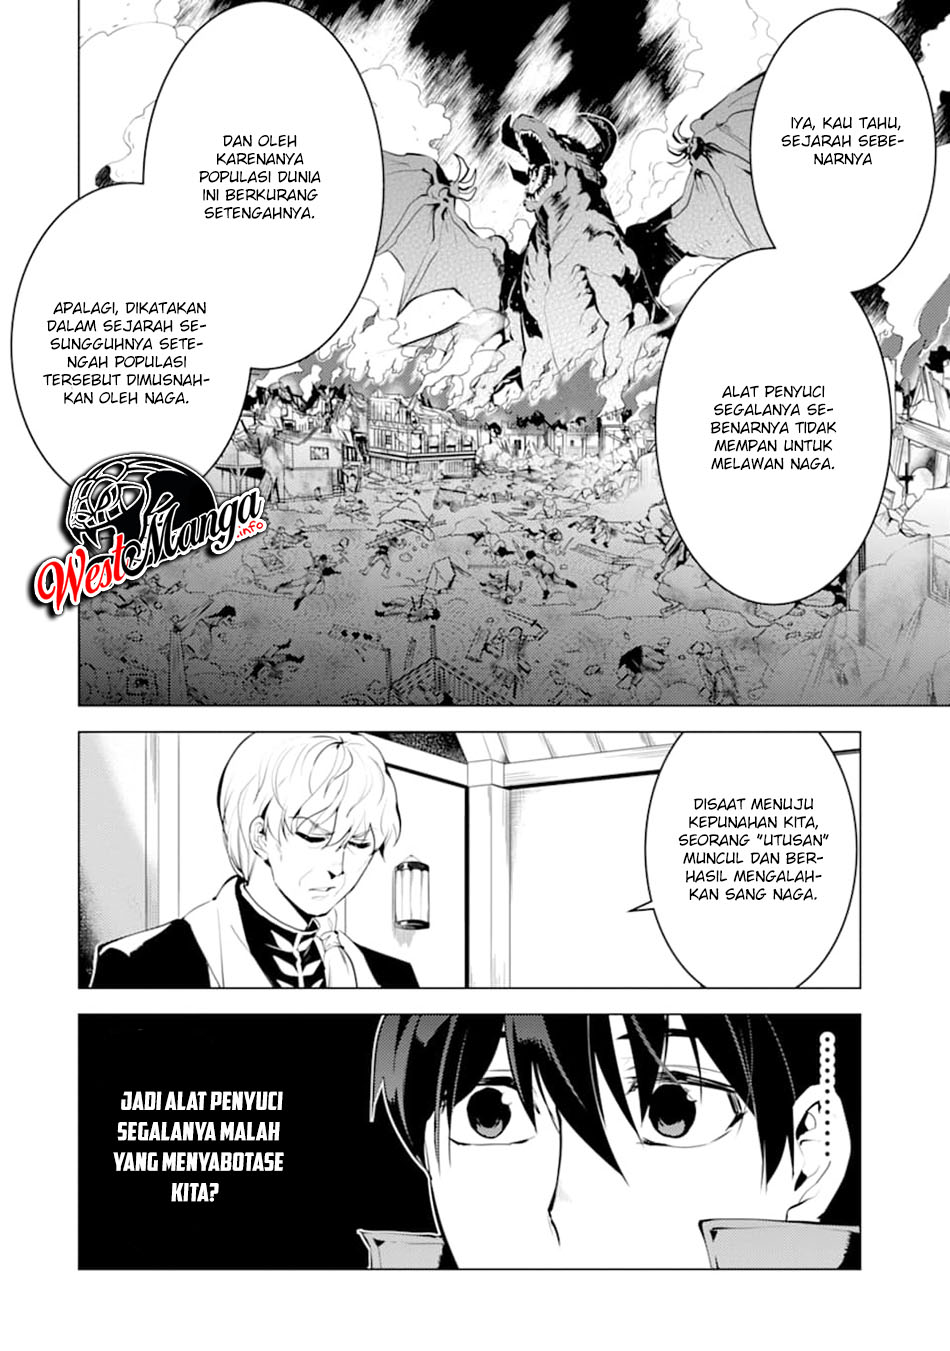 IYA, KAU TAHU,
SEJARAH SEBE-
NARNYA
ALAT PENYUCI
SEGALANYA SE-
BENARNYA TIDAK
MEMPAN UNTUK
MELAWAN NAGA.
DAN OLEH
KARENANYA
POPULASI DUNIA
INI BERKURANG
SETENGAHNYA.
APALAGI, DIKATAKAN
DALAM SEJARAH SE-
SUNGGUHNYA SETE-
NGAH POPULASI
TERSEBUT DIMUSNAH-
KAN OLEH NAGA.
WestManga
.info
DISAAT MENUJU
KEPUNAHAN KITA,
SEORANG "UTUSAN"
MUNCUL DAN BER-
HASIL MENGALAH-
KAN SANG NAGA.
JADI ALAT PENYUCI
SEGALANYA MALAH
YANG MENYABOTASE
KITA?